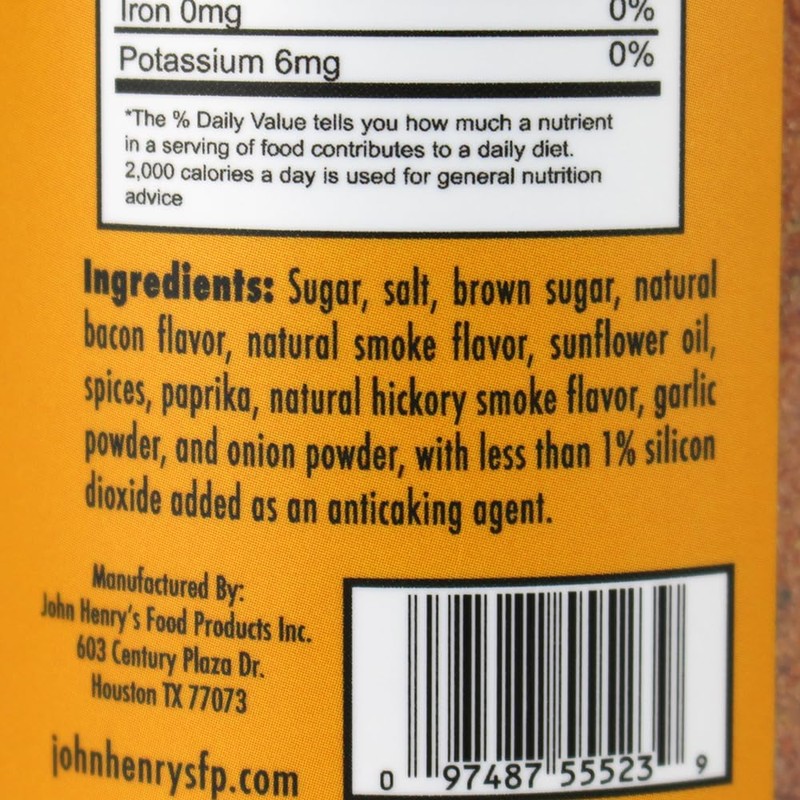 Iron 0mg 0%
Potassium 6mg 0%
*The % Daily Value tells you how much a nutrient
in a serving of food contributes to a daily diet.
2,000 calories a day is used for general nutrition
advice
Ingredients: Sugar, salt, brown sugar, natural
bacon flavor, natural smoke flavor, sunflower oil,
spices, paprika, natural hickory smoke flavor, garlic
powder, and onion powder, with less than 1% silicon
dioxide added as an anticaking agent.
Manufactured By:
John Henry's Food Products Inc.
603 Century Plaza Dr.
Houston TX 77073
johnhenrysfp.com
0 97487 55523 9